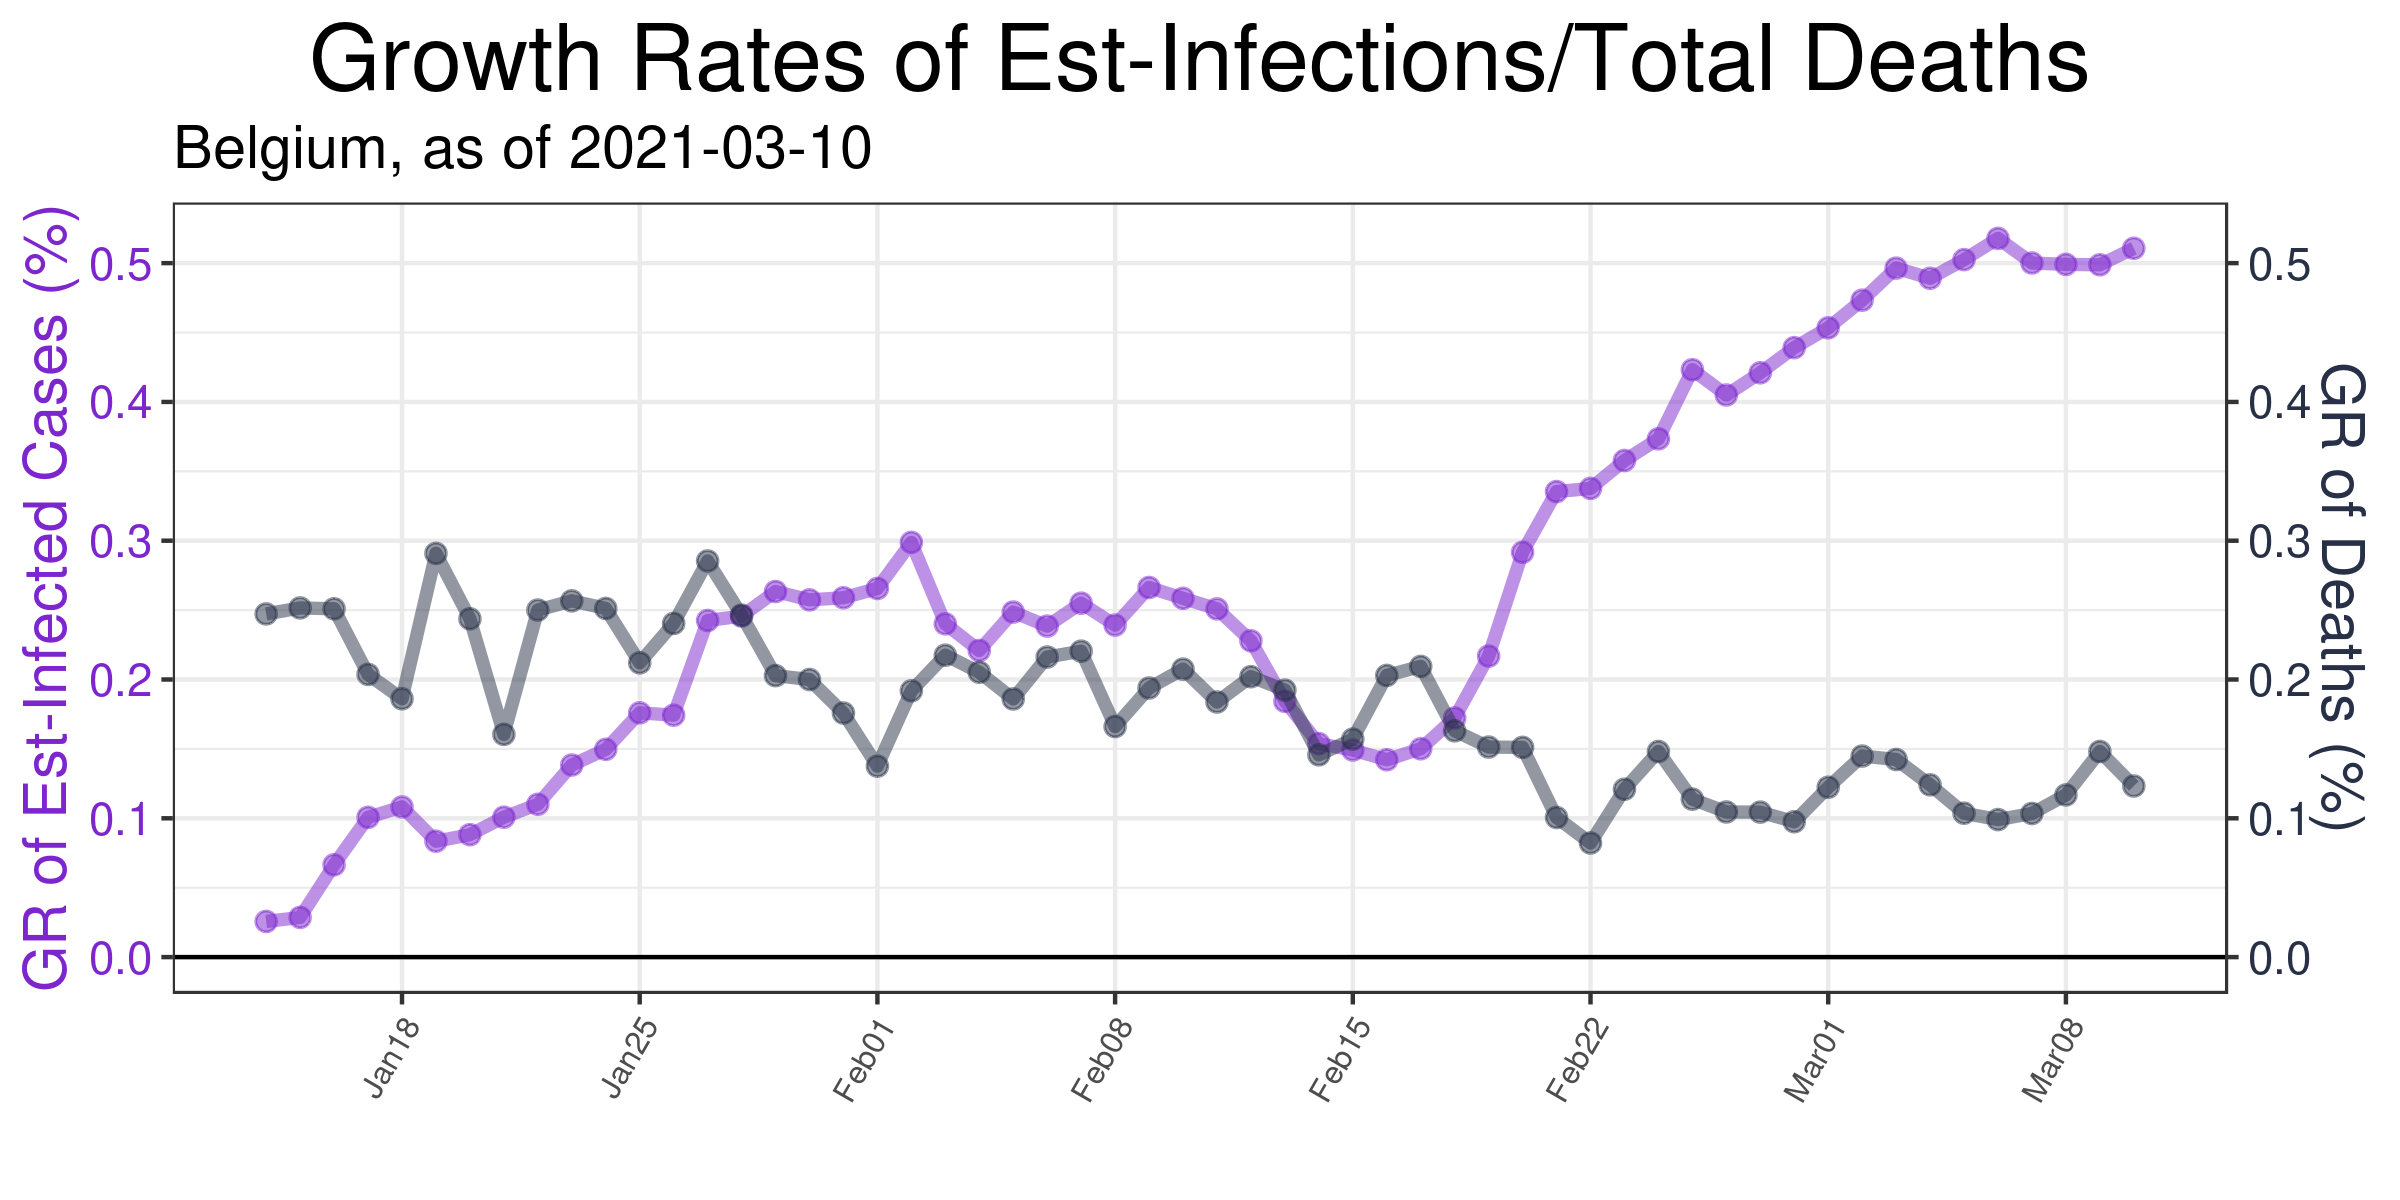 Growth Rates of Est-Infections/Total Deaths
Belgium, as of 2021-03-10
GR of Est-Infected Cases (%)
0.5
0.4
0.3
0.2
0.1
0.0
0.5
0.4
0.3
0.2
0.1
0.0
GR of Deaths (%)
Jan18
Jan25
Feb01
Feb08
Feb15
Feb22
Mar01
Mar08